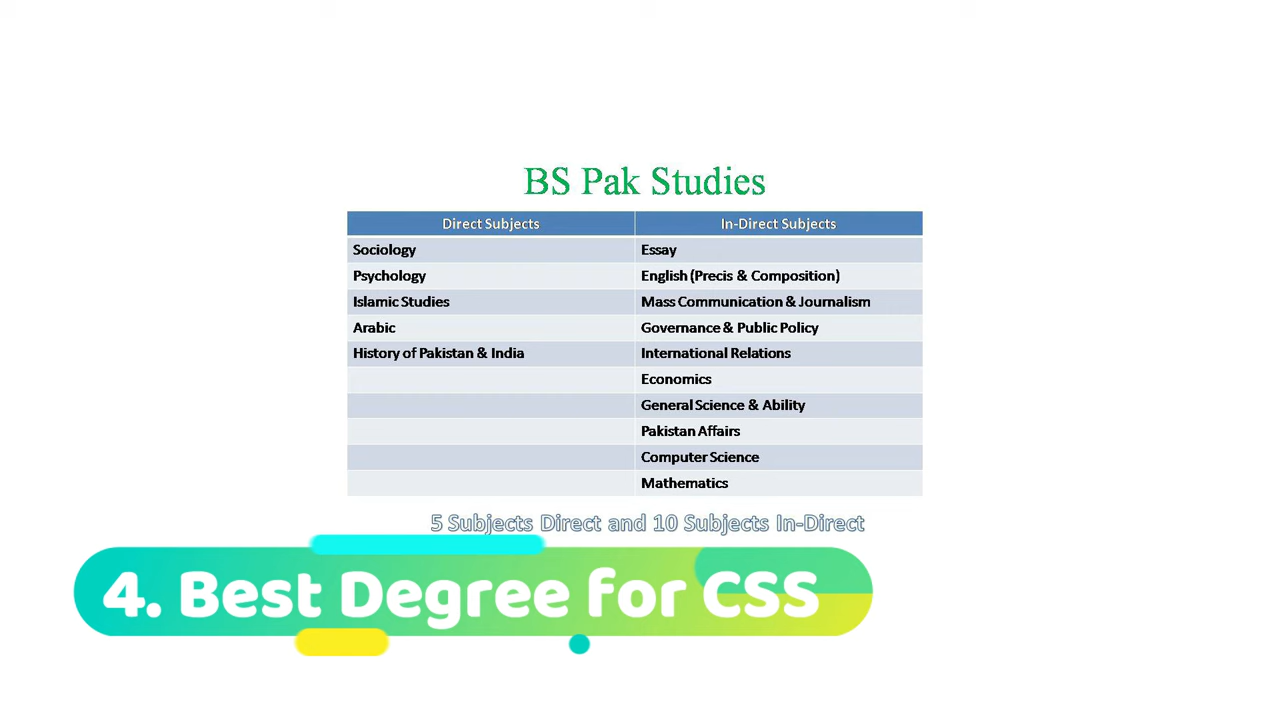 BS Pak Studies
Direct Subjects In-Direct Subjects
Sociology Essay
Psychology English (Precis & Composition)
Islamic Studies Mass Communication & Journalism
Arabic Governance & Public Policy
History of Pakistan & India International Relations
Economics
General Science & Ability
Pakistan Affairs
Computer Science
Mathematics
5 Subjects Direct and 10 Subjects In-Direct
4. Best Degree for CSS